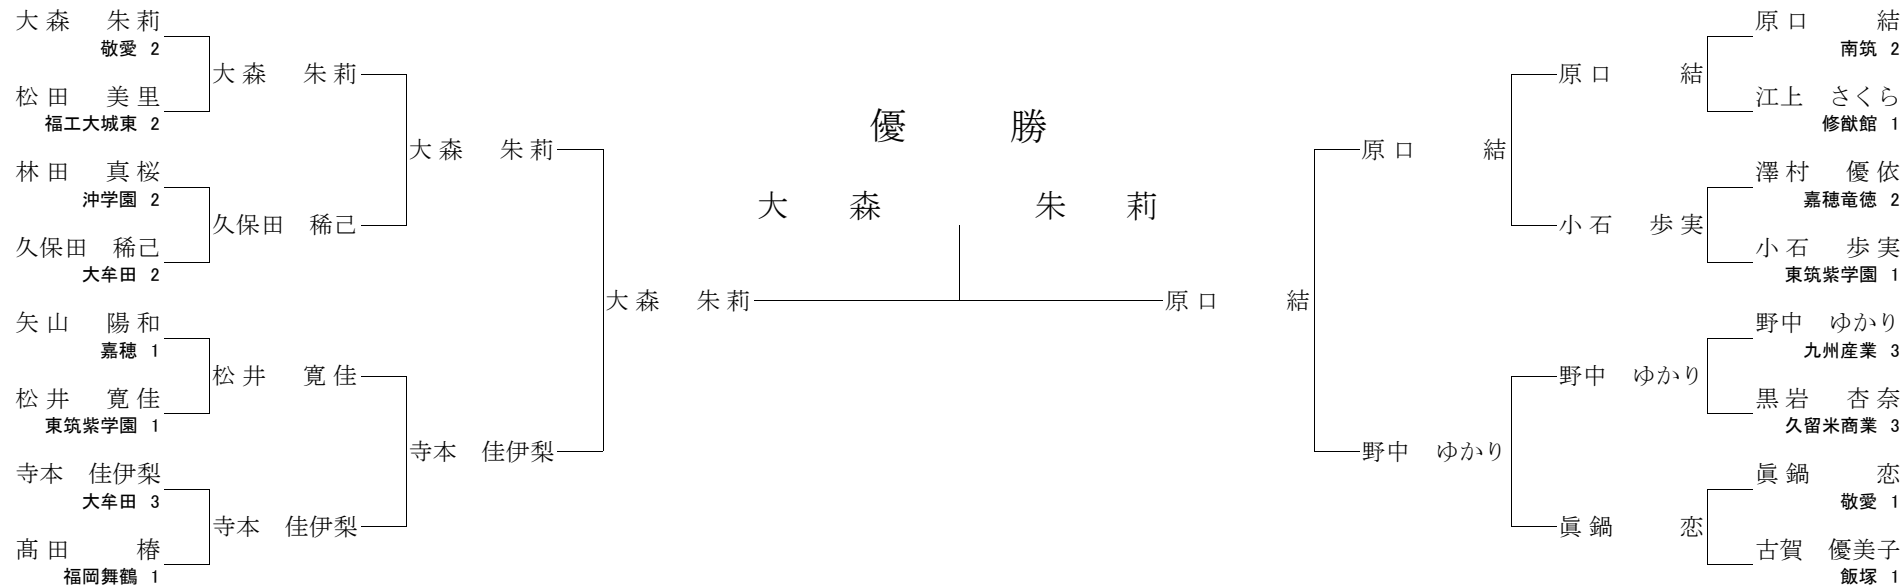 大森 朱莉
敬愛 2
松田 美里
福工大城東 2
林田 真桜
沖学園 2
久保田 稀己
大牟田 2
矢山 陽和
嘉穂 1
松井 寛佳
東筑紫学園 1
寺本 佳伊梨
大牟田 3
髙田 椿
福岡舞鶴 1
大森 朱莉
久保田 稀己
松井 寛佳
寺本 佳伊梨
大森 朱莉
寺本 佳伊梨
大森 朱莉
優勝
大森 朱莉
原口 結
原口 結
野中 ゆかり
原口 結
小石 歩実
野中 ゆかり
眞鍋 恋
原口 結
南筑 2
江上 さくら
修猷館 1
澤村 優依
嘉穂竜徳 2
小石 歩実
東筑紫学園 1
野中 ゆかり
九州産業 3
黒岩 杏奈
久留米商業 3
眞鍋 恋
敬愛 1
古賀 優美子
飯塚 1